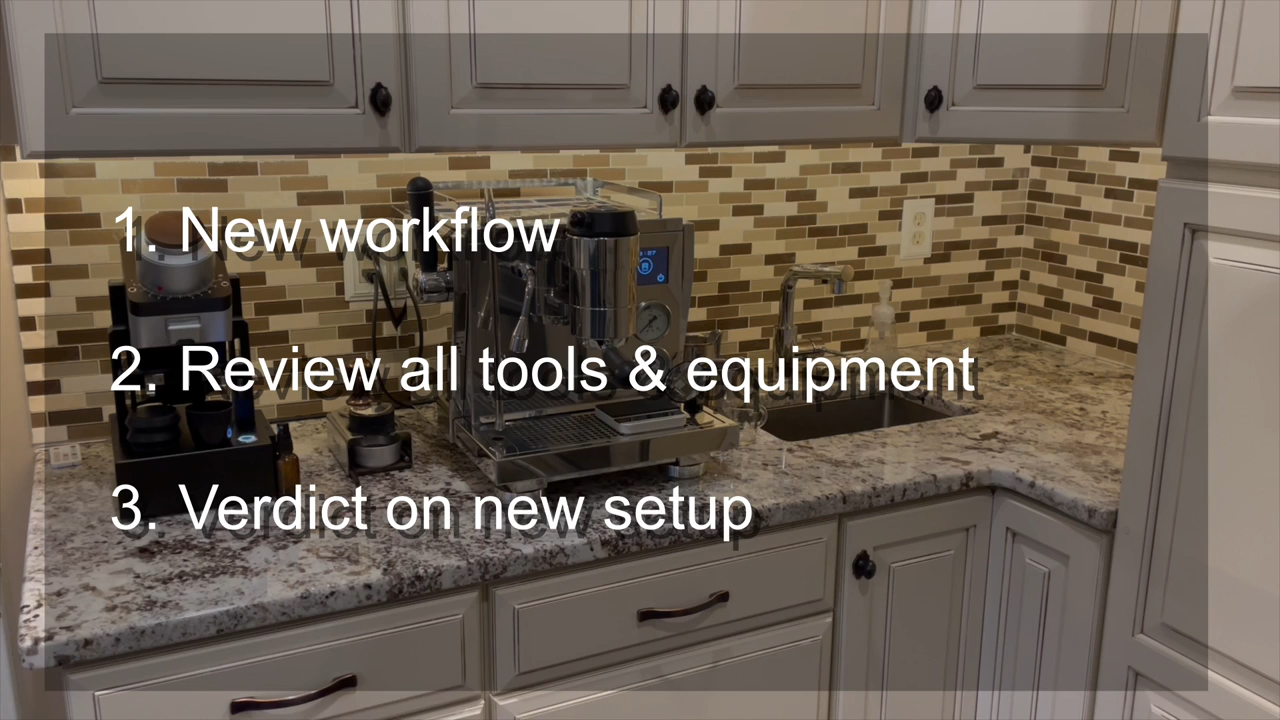 1. New workflow
2. Review all tools & equipment
3. Verdict on new setup